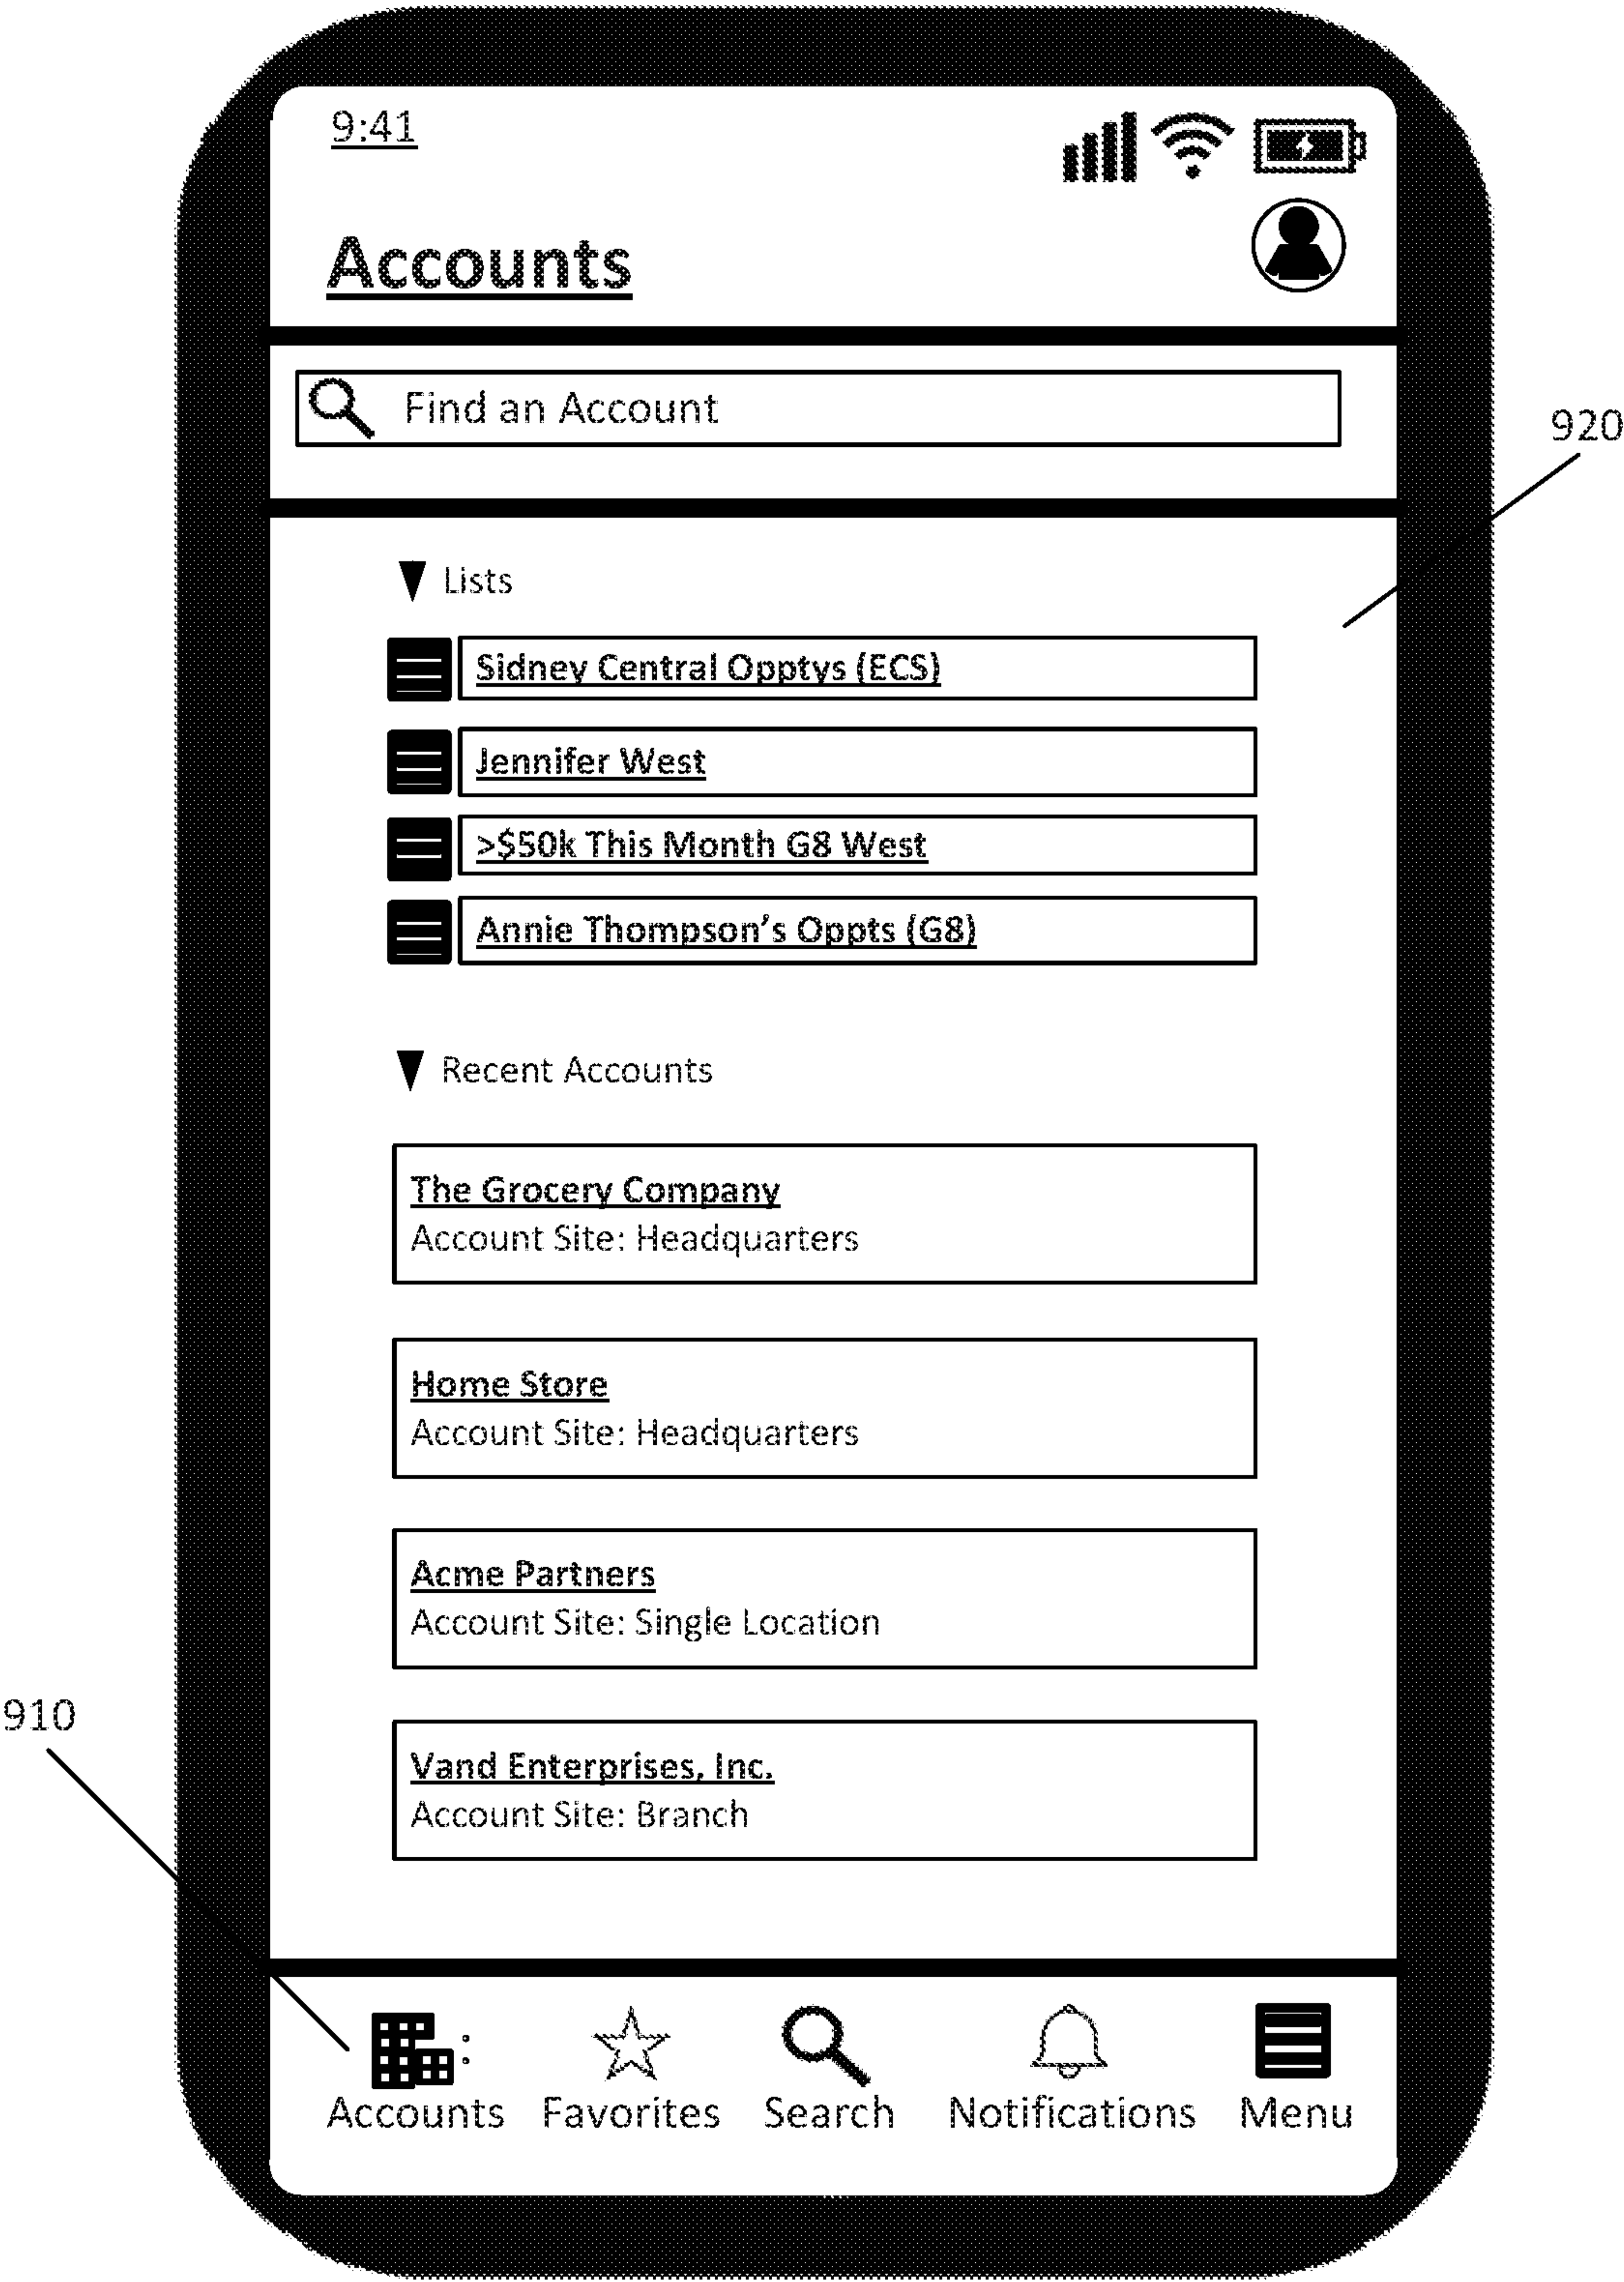 9:41
Accounts
Find an Account
920
Lists
Sidney Central Opptys (ECS)
Jennifer West
>$50k This Month G8 West
Annie Thompson’s Oppts (G8)
Recent Accounts
The Grocery Company
Account Site: Headquarters
Home Store
Account Site: Headquarters
Acme Partners
Account Site: Single Location
910
Vand Enterprises, Inc.
Account Site: Branch
Accounts Favorites Search Notifications Menu